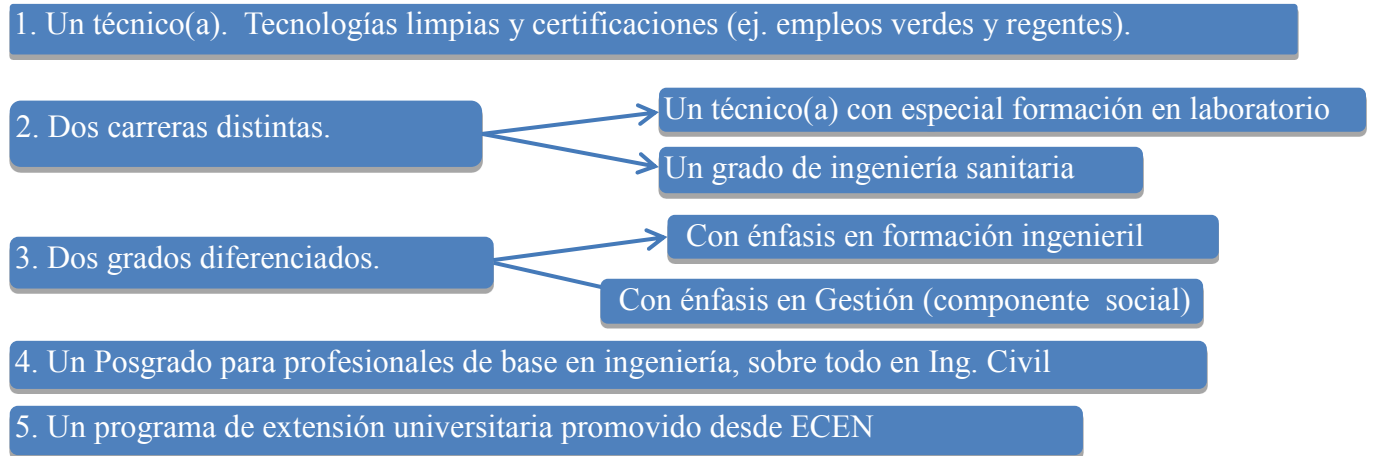 1. Un técnico(a).  Tecnologías limpias y certificaciones (ej. empleos verdes y regentes).
2. Dos carreras distintas.
Un técnico(a) con especial formación en laboratorio
Un grado de ingeniería sanitaria
3. Dos grados diferenciados.
Con énfasis en formación ingenieril
Con énfasis en Gestión (componente  social)
4. Un Posgrado para profesionales de base en ingeniería, sobre todo en Ing. Civil
5. Un programa de extensión universitaria promovido desde ECEN